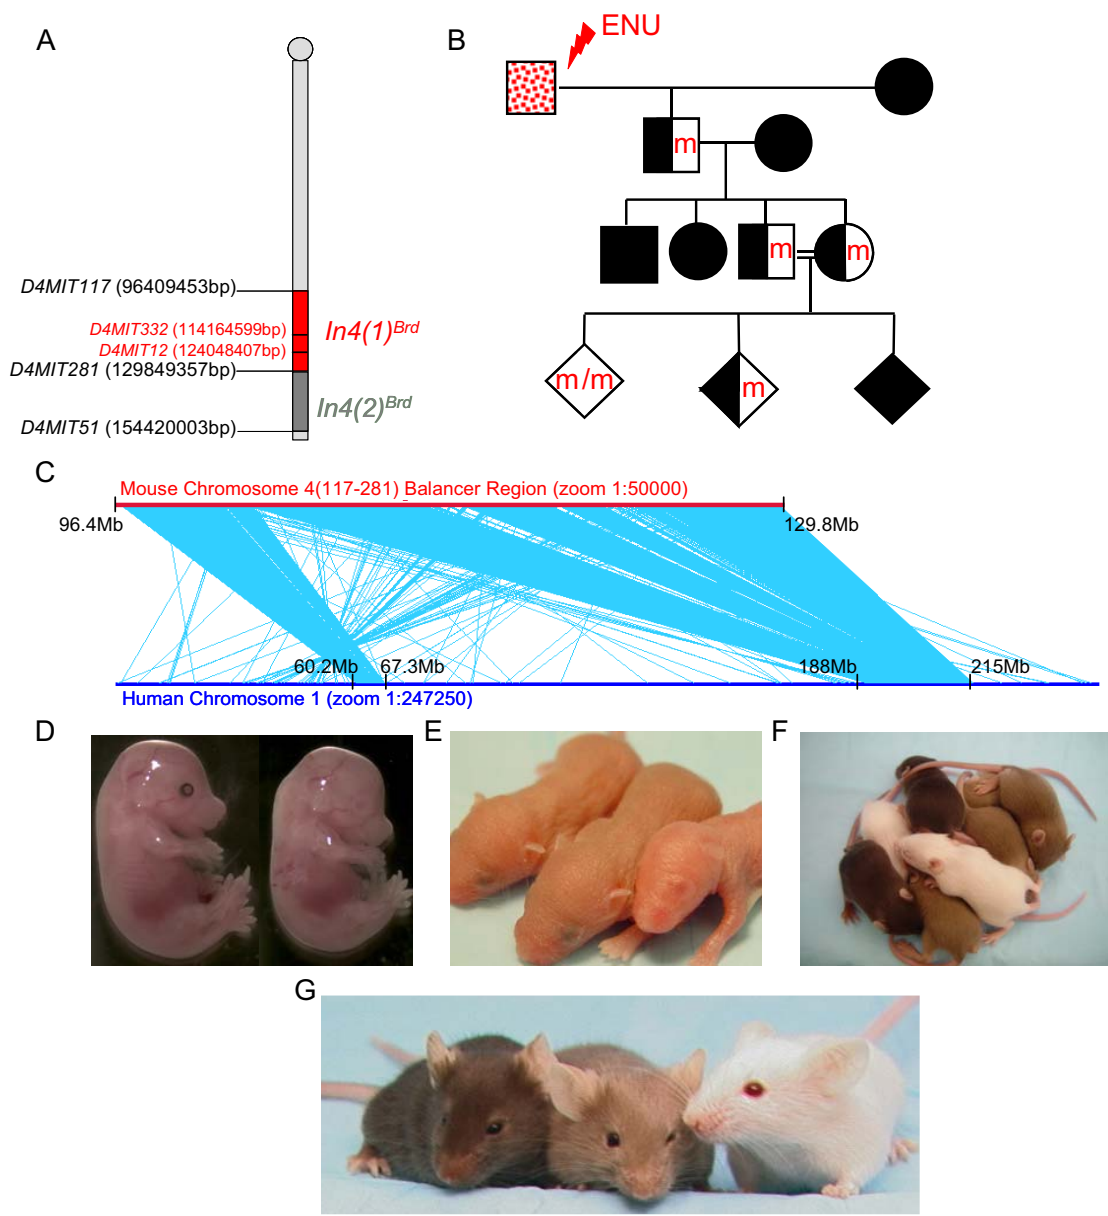 A
D4MIT117 (96409453bp)
D4MIT332 (114164599bp)
D4MIT12 (124048407bp)
D4MIT281 (129849357bp)
D4MIT51 (154420003bp)
In4(1)Brd
In4(2)Brd
B
ENU
m
m
m
m/m
m
C
Mouse Chromosome 4(117-281) Balancer Region (zoom 1:50000)
96.4Mb
129.8Mb
60.2Mb
67.3Mb
188Mb
215Mb
Human Chromosome 1 (zoom 1:247250)
D
E
F
G